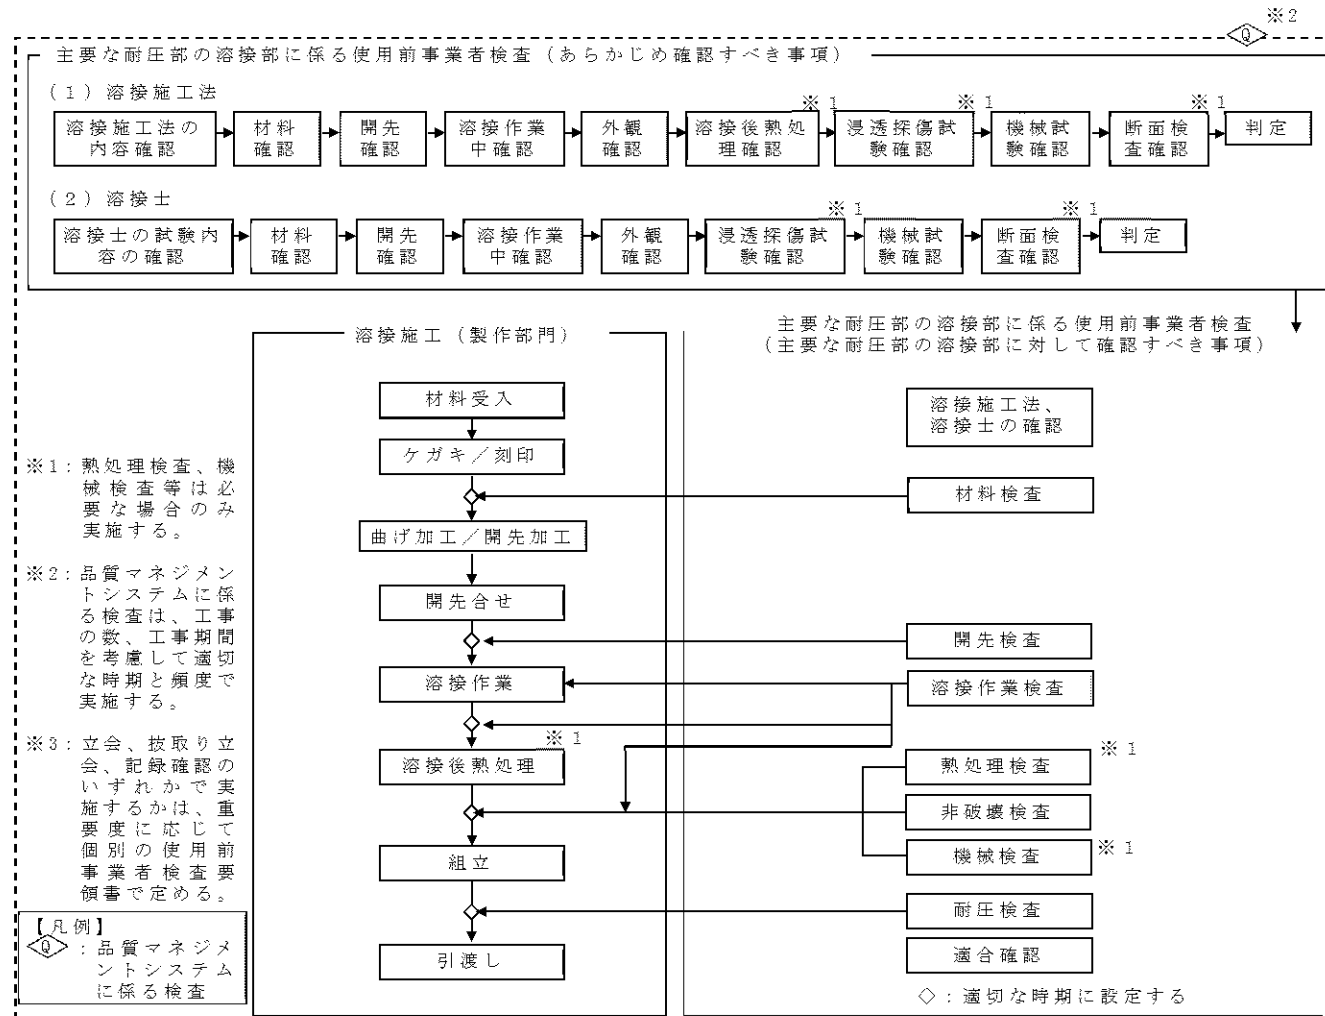 ※2
Q
主要な耐圧部の溶接部に係る使用前事業者検査(あらかじめ確認すべき事項)
(1)溶接施工法
溶接施工法の
内容確認
材料
確認
開先
確認
溶接作業
中確認
外観
確認
※1
溶接後熱処
理確認
※1
浸透探傷試
験確認
機械試
験確認
※1
断面検
査確認
判定
(2)溶接士
溶接士の試験内
容の確認
材料
確認
開先
確認
溶接作業
中確認
外観
確認
※1
浸透探傷試
験確認
機械試
験確認
※1
断面検
査確認
判定
溶接施工(製作部門)
材料受入
ケガキ/刻印
曲げ加工/開先加工
開先合せ
溶接作業
※1
溶接後熱処理
組立
引渡し
主要な耐圧部の溶接部に係る使用前事業者検査
(主要な耐圧部の溶接部に対して確認すべき事項)
溶接施工法、
溶接士の確認
材料検査
開先検査
溶接作業検査
※1
熱処理検査
非破壊検査
機械検査
※1
耐圧検査
適合確認
◇:適切な時期に設定する
※1:熱処理検査、機
械検査等は必
要な場合のみ
実施する。
※2:品質マネジメン
トシステムに係
る検査は、工事
の数、工事期間
を考慮して適切
な時期と頻度で
実施する。
※3:立会、抜取り立
会、記録確認の
いずれかで実
施するかは、重
要度に応じて
個別の使用前
事業者検査要
領書で定める。
【凡例】
Q:品質マネジメ
ントシステム
に係る検査